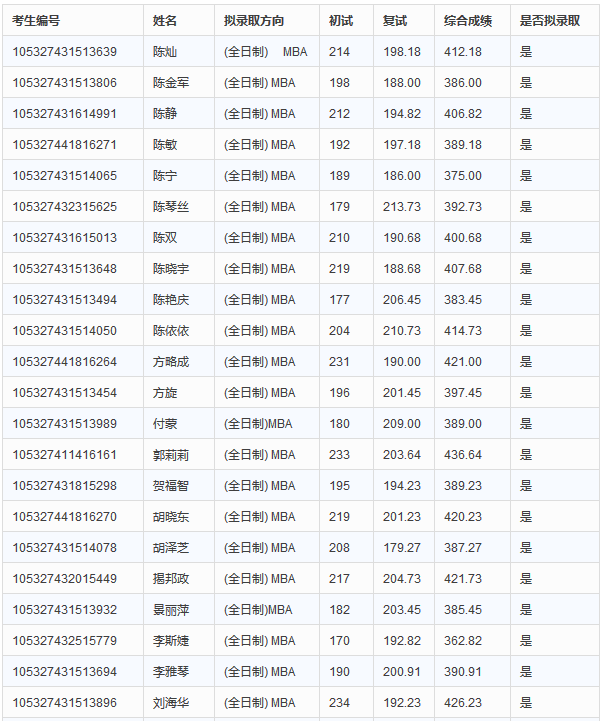 考生编号 姓名 拟录取方向 初试 复试 综合成绩 是否拟录取
105327431513639 陈灿 (全日制) MBA 214 198.18 412.18 是
105327431513806 陈金军 (全日制) MBA 198 188.00 386.00 是
105327431614991 陈静 (全日制) MBA 212 194.82 406.82 是
105327441816271 陈敏 (全日制) MBA 192 197.18 389.18 是
105327431514065 陈宁 (全日制) MBA 189 186.00 375.00 是
105327432315625 陈琴丝 (全日制) MBA 179 213.73 392.73 是
105327431615013 陈双 (全日制) MBA 210 190.68 400.68 是
105327431513648 陈晓宇 (全日制) MBA 219 188.68 407.68 是
105327431513494 陈艳庆 (全日制) MBA 177 206.45 383.45 是
105327431514050 陈依依 (全日制) MBA 204 210.73 414.73 是
105327441816264 方略成 (全日制) MBA 231 190.00 421.00 是
105327431513454 方旋 (全日制) MBA 196 201.45 397.45 是
105327431513989 付蒙 (全日制)MBA 180 209.00 389.00 是
105327411416161 郭莉莉 (全日制) MBA 233 203.64 436.64 是
105327431815298 贺福智 (全日制) MBA 195 194.23 389.23 是
105327441816270 胡晓东 (全日制) MBA 219 201.23 420.23 是
105327431514078 胡泽芝 (全日制) MBA 208 179.27 387.27 是
105327432015449 揭邦政 (全日制) MBA 217 204.73 421.73 是
105327431513932 景丽萍 (全日制)MBA 182 203.45 385.45 是
105327432515779 李斯婕 (全日制) MBA 170 192.82 362.82 是
105327431513694 李雅琴 (全日制) MBA 190 200.91 390.91 是
105327431513896 刘海华 (全日制) MBA 234 192.23 426.23 是